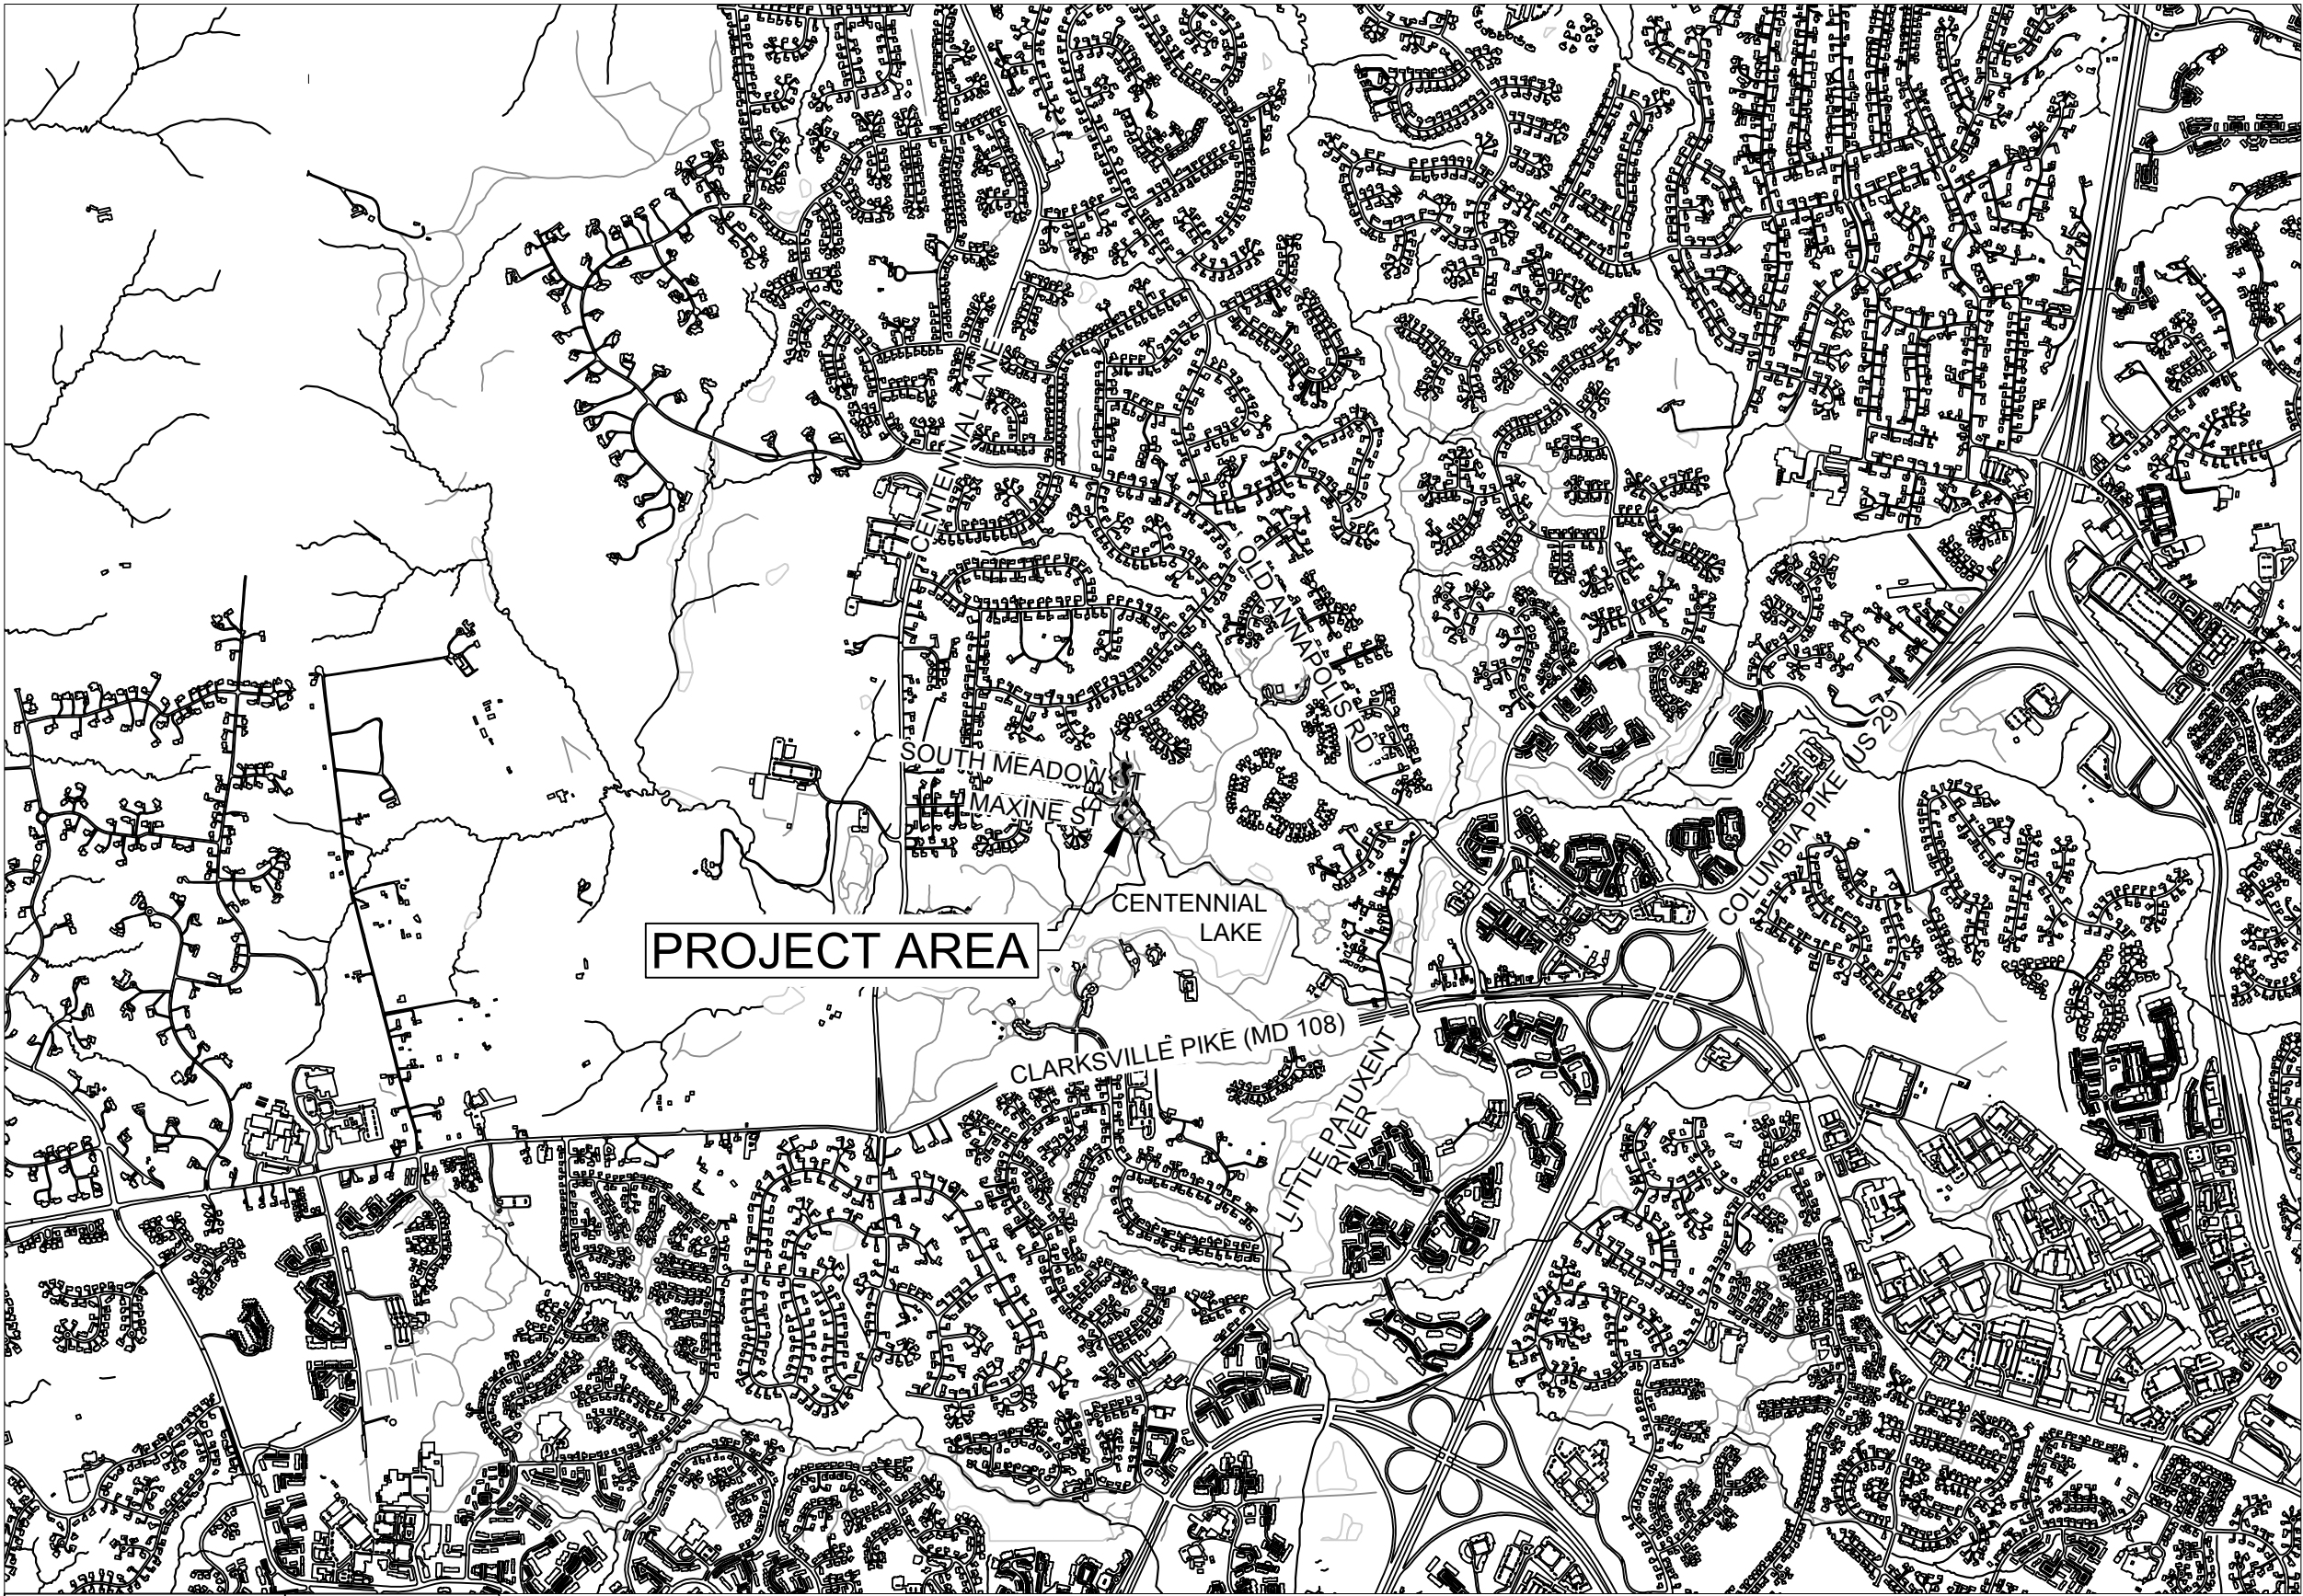 CENTENNIAL LANE
OLD ANNAPOLIS RD
SOUTH MEADOW ST
MAXINE ST
COLUMBIA PIKE (US 29)
CENTENNIAL
LAKE
PROJECT AREA
CLARKSVILLE PIKE (MD 108)
LITTLE PATUXENT
RIVER